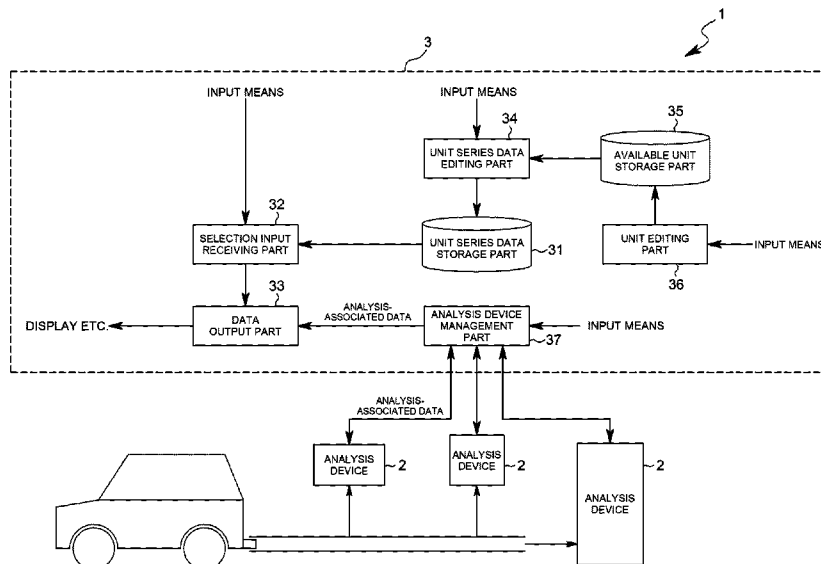 1
3
INPUT MEANS
INPUT MEANS
34
35
UNIT SERIES DATA
EDITING PART
AVAILABLE UNIT
STORAGE PART
32
SELECTION INPUT
RECEIVING PART
UNIT SERIES DATA
STORAGE PART
31
UNIT EDITING
PART
36
INPUT MEANS
33
DISPLAY ETC.
DATA
OUTPUT PART
ANALYSIS-
ASSOCIATED DATA
ANALYSIS DEVICE
MANAGEMENT
PART
37
INPUT MEANS
ANALYSIS-
ASSOCIATED DATA
ANALYSIS
DEVICE
2
ANALYSIS
DEVICE
2
ANALYSIS
DEVICE
2